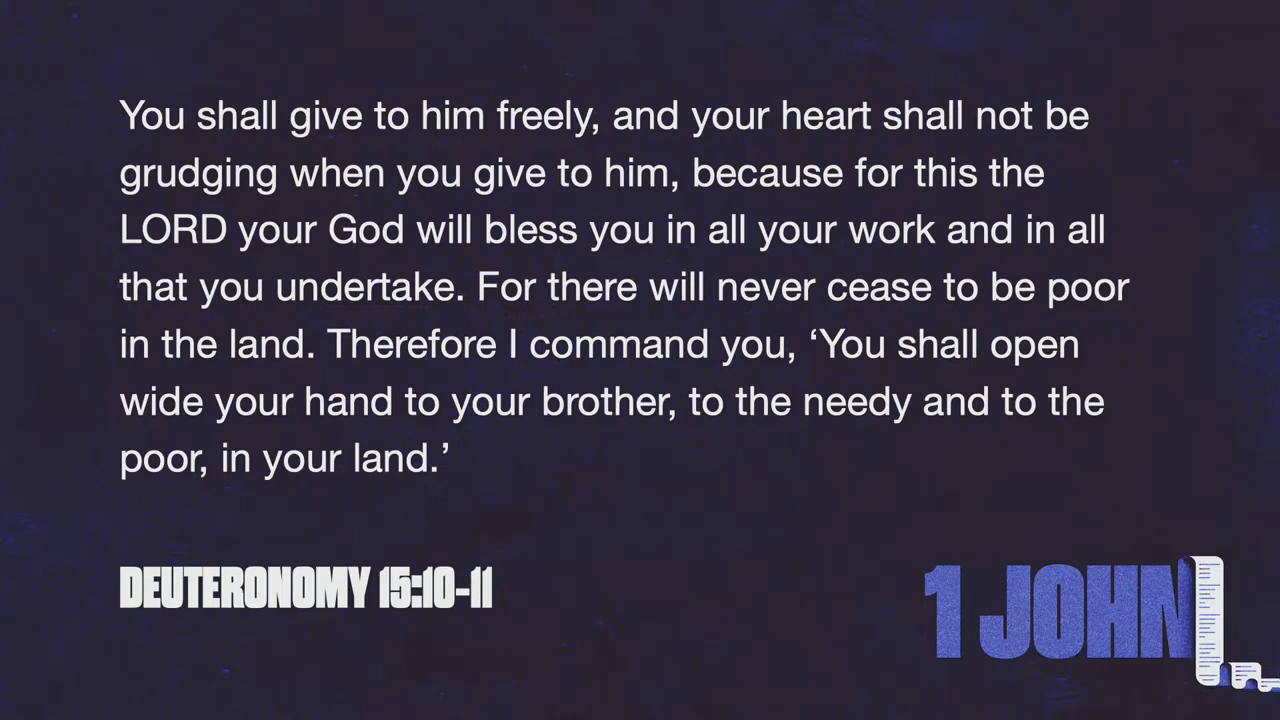 You shall give to him freely, and your heart shall not be
grudging when you give to him, because for this the
LORD your God will bless you in all your work and in all
that you undertake. For there will never cease to be poor
in the land. Therefore I command you, ‘You shall open
wide your hand to your brother, to the needy and to the
poor, in your land.’
DEUTERONOMY 15:10-11
1 JOHN